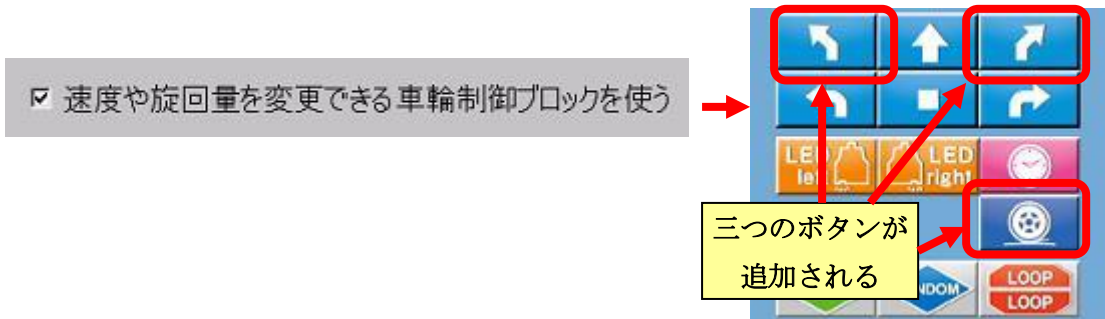 速度や旋回量を変更できる車輪制御ブロックを使う
LED
left
LED
right
三つのボタンが
追加される
LOOP
LOOP